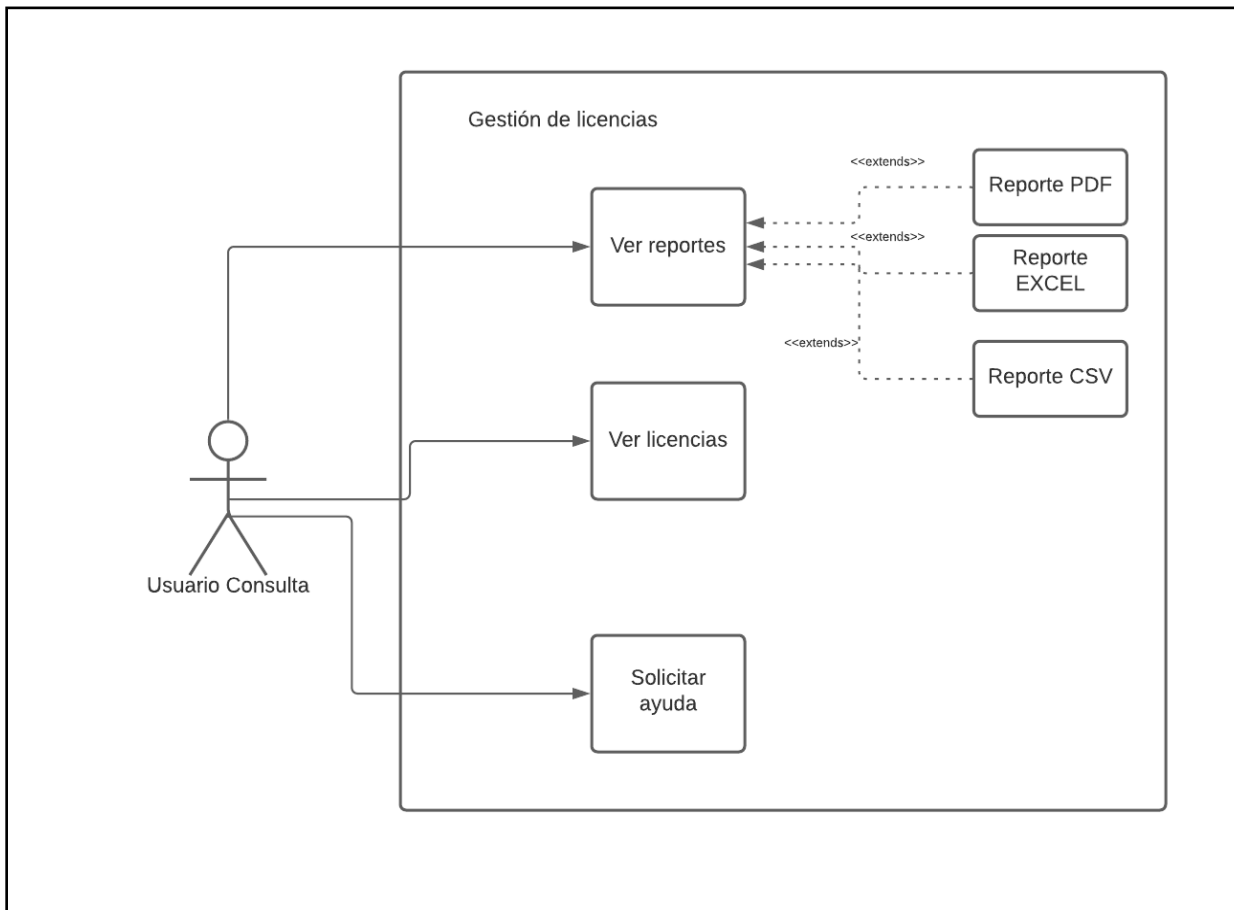 Gestión de licencias
<<extends>>
Reporte PDF
Ver reportes
<<extends>>
Reporte
EXCEL
<<extends>>
Reporte CSV
Ver licencias
Usuario Consulta
Solicitar
ayuda